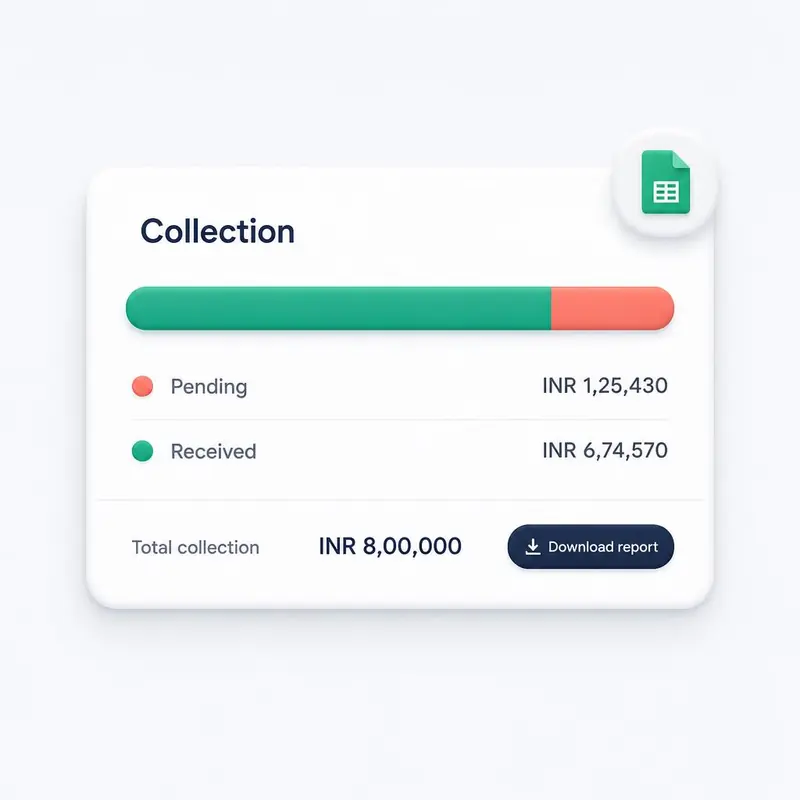 Collection
Pending INR 1,25,430
Received INR 6,74,570
Total collection INR 8,00,000 Download report